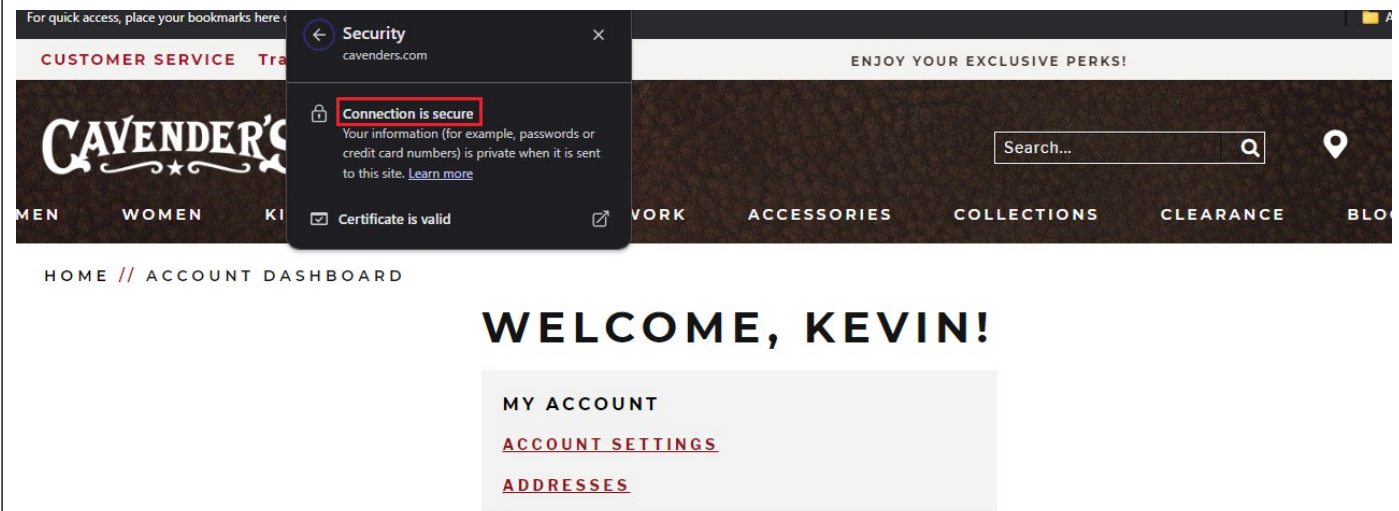 For quick access, place your bookmarks here
Security
cavenders.com
CUSTOMER SERVICE
ENJOY YOUR EXCLUSIVE PERKS!
Connection is secure
Your information (for example, passwords or
credit card numbers) is private when it is sent
to this site. Learn more
Certificate is valid
CAVENDER'S
Search...
MEN WOMEN WORK ACCESSORIES COLLECTIONS CLEARANCE
HOME // ACCOUNT DASHBOARD
WELCOME, KEVIN!
MY ACCOUNT
ACCOUNT SETTINGS
ADDRESSES